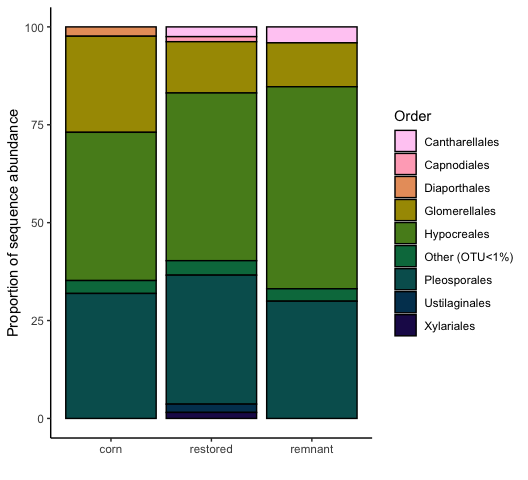 Proportion of sequence abundance
100
75
50
25
0
corn restored remnant
Order
Cantharellales
Capnodiales
Diaporthales
Glomerellales
Hypocreales
Other (OTU<1%)
Pleosporales
Ustilaginales
Xylariales